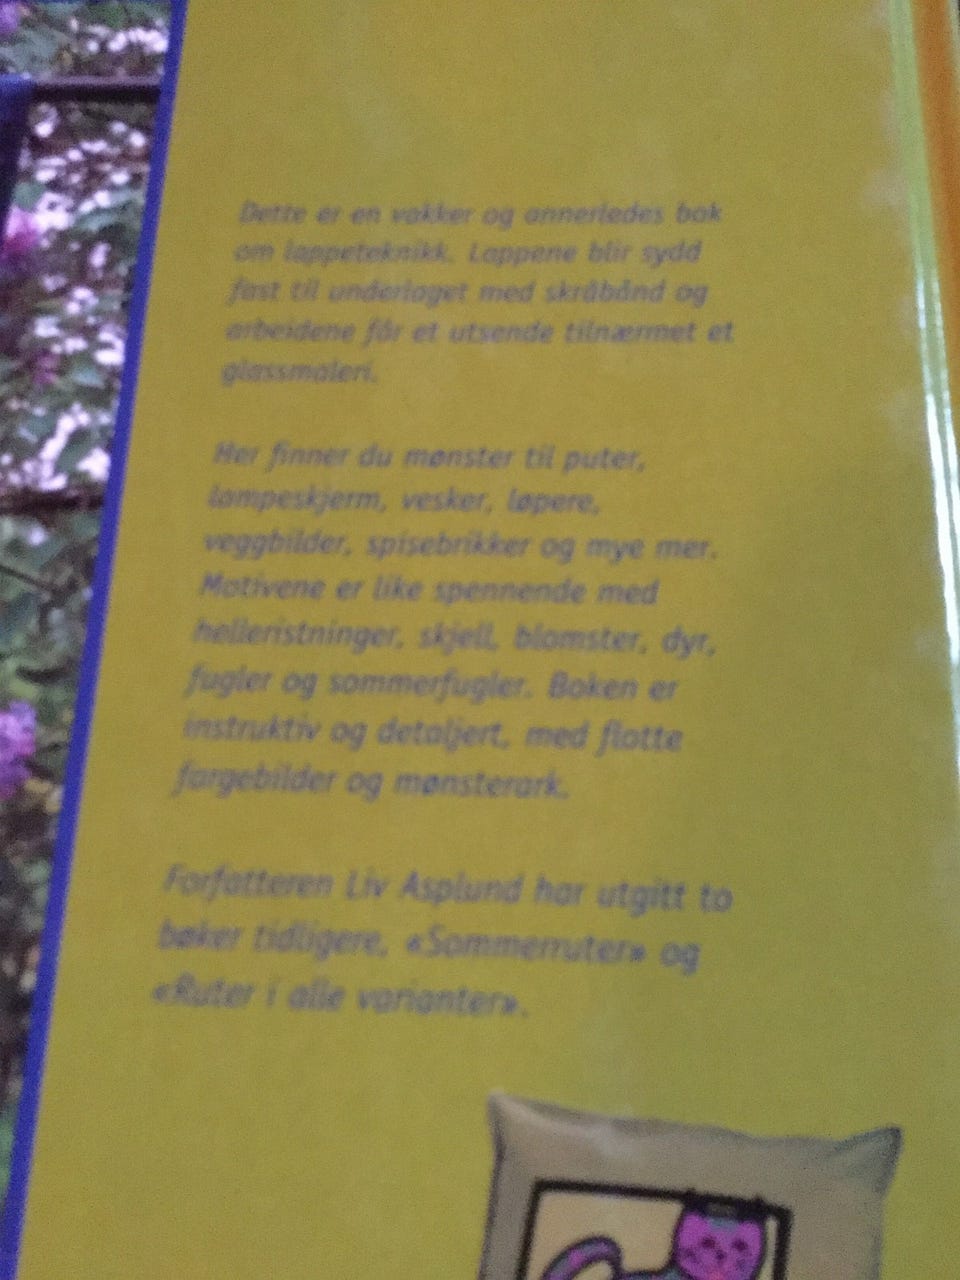 Dette er en vakker og annerledes bok
om lappeteknikk. Lappene blir sydd
fast til underlaget med skråbånd og
arbeidene får et utsende tilnærmet et
glassmaleri.
Her finner du mønster til puter,
lampeskjerm, vesker, løpere,
veggbilder, spisebrikker og mye mer.
Motivene er like spennende med
helleristninger, skjell, blomster, dyr,
fugler og sommerfugler. Boken er
instruktiv og detaljert, med flotte
fargebilder og mønsterark.
Forfatteren Liv Asplund har utgitt to
bøker tidligere, «Sommerruter» og
«Ruter i alle varianter».